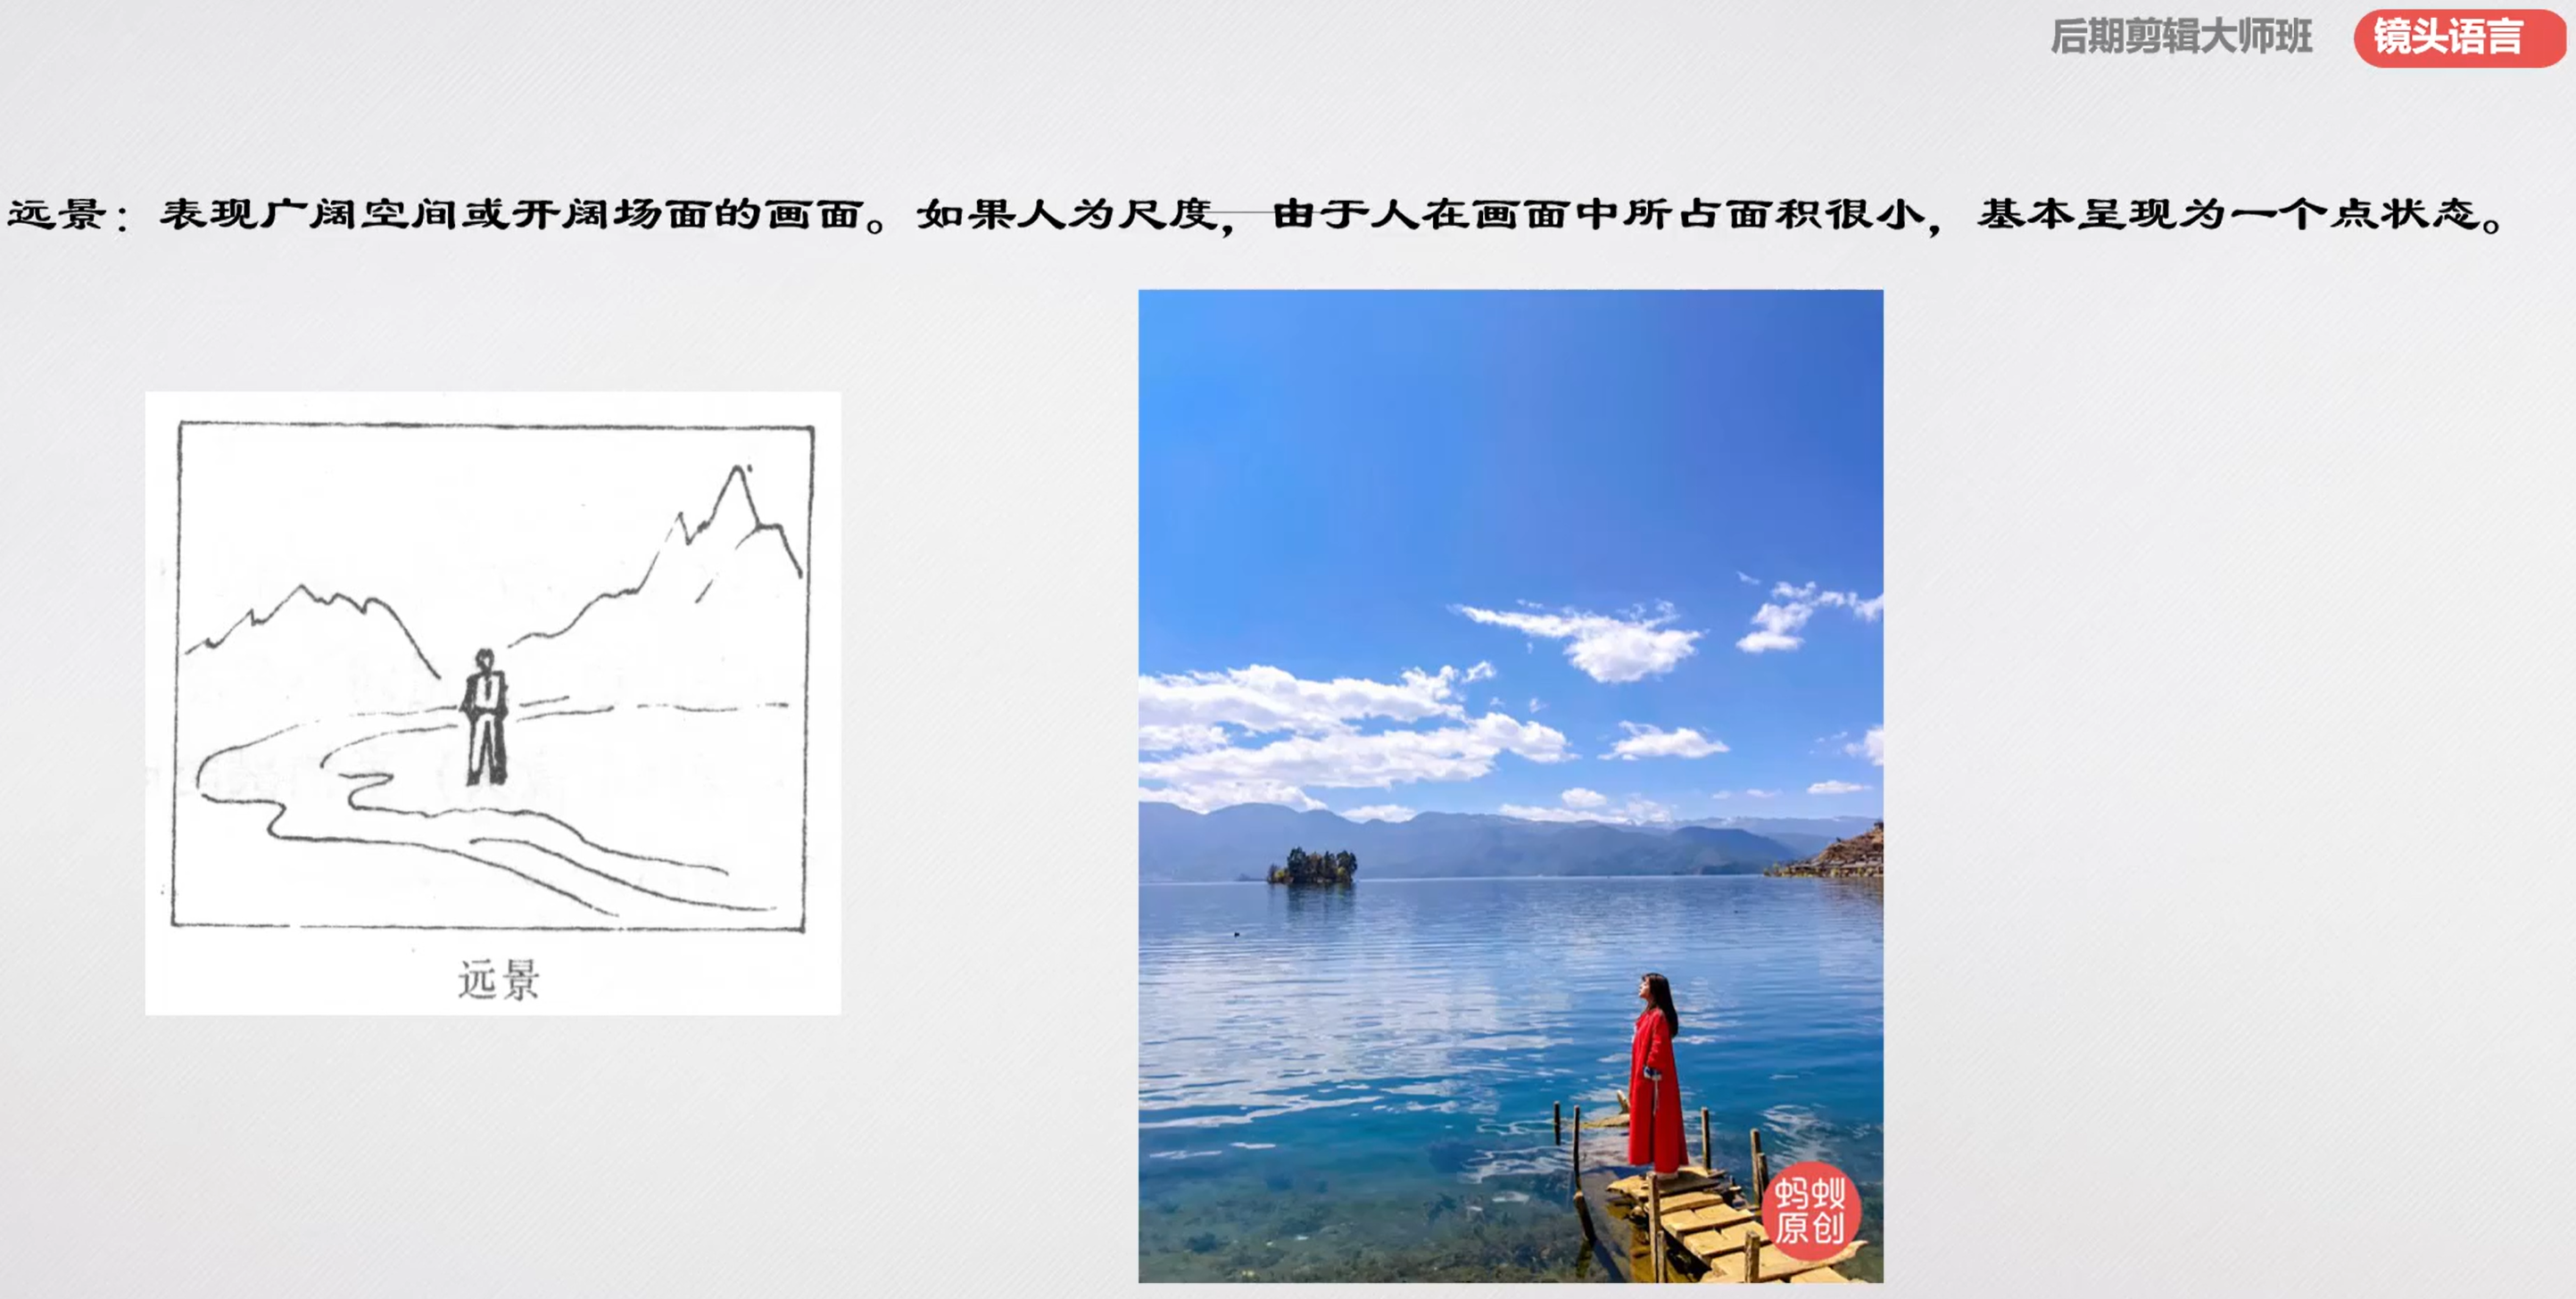 后期剪辑大师班 镜头语言
远景：表现广阔空间或开阔场面的画面。如果人为尺度，由于人在画面中所占面积很小，基本呈现为一个点状态。
远景
蚂蚁
原创